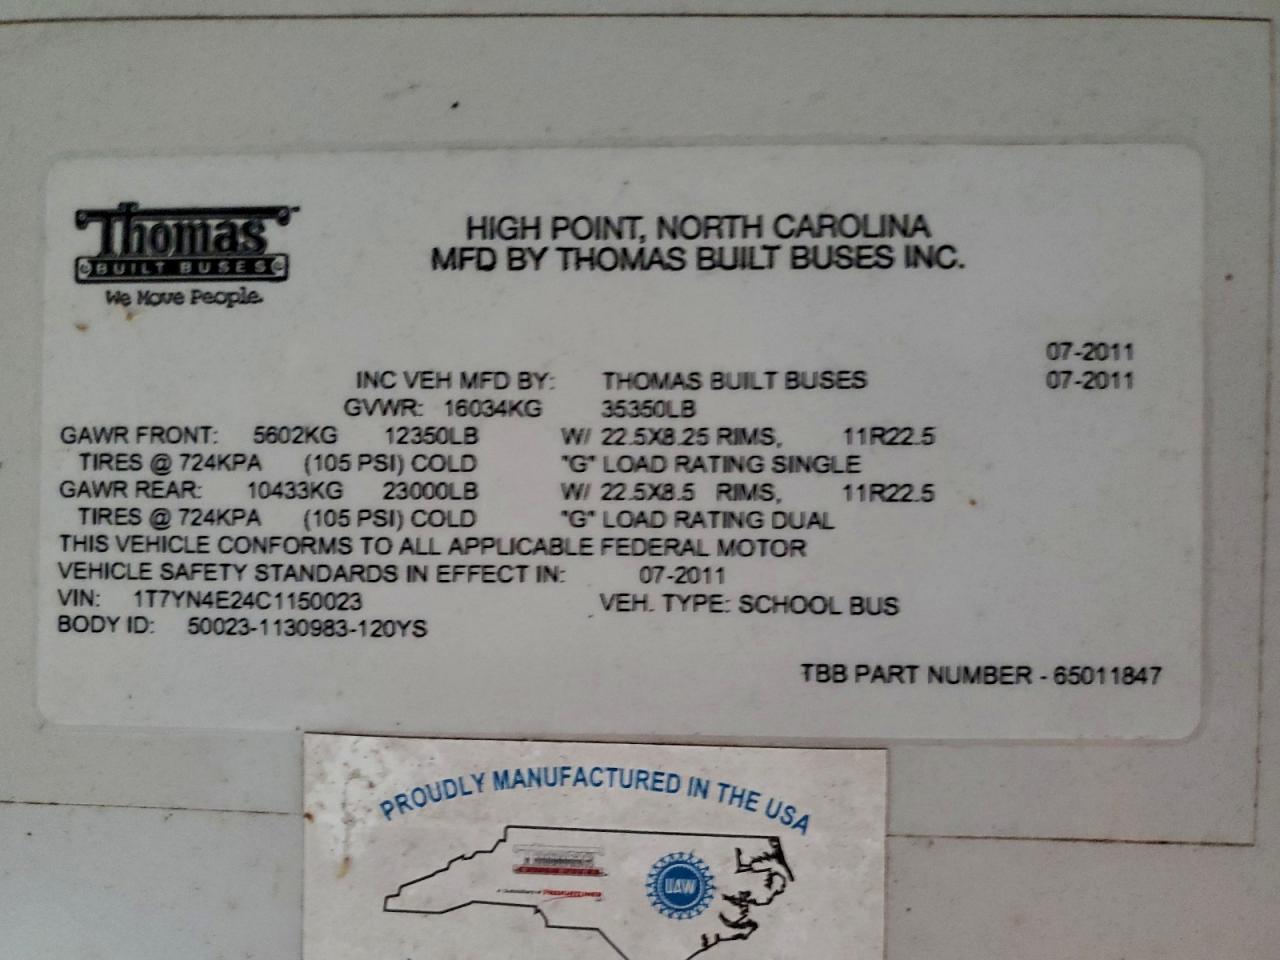 Thomas
BUILT BUSES
We Move People.
HIGH POINT, NORTH CAROLINA
MFD BY THOMAS BUILT BUSES INC.
07-2011
INC VEH MFD BY: THOMAS BUILT BUSES 07-2011
GVWR: 16034KG 35350LB
GAWR FRONT: 5602KG 12350LB W/ 22.5X8.25 RIMS, 11R22.5
TIRES @ 724KPA (105 PSI) COLD "G" LOAD RATING SINGLE
GAWR REAR: 10433KG 23000LB W/ 22.5X8.5 RIMS, 11R22.5
TIRES @ 724KPA (105 PSI) COLD "G" LOAD RATING DUAL
THIS VEHICLE CONFORMS TO ALL APPLICABLE FEDERAL MOTOR
VEHICLE SAFETY STANDARDS IN EFFECT IN: 07-2011
VIN: 1T7YN4E24C1150023 VEH. TYPE: SCHOOL BUS
BODY ID: 50023-1130983-120YS
TBB PART NUMBER - 65011847
PROUDLY MANUFACTURED IN THE USA
UAW